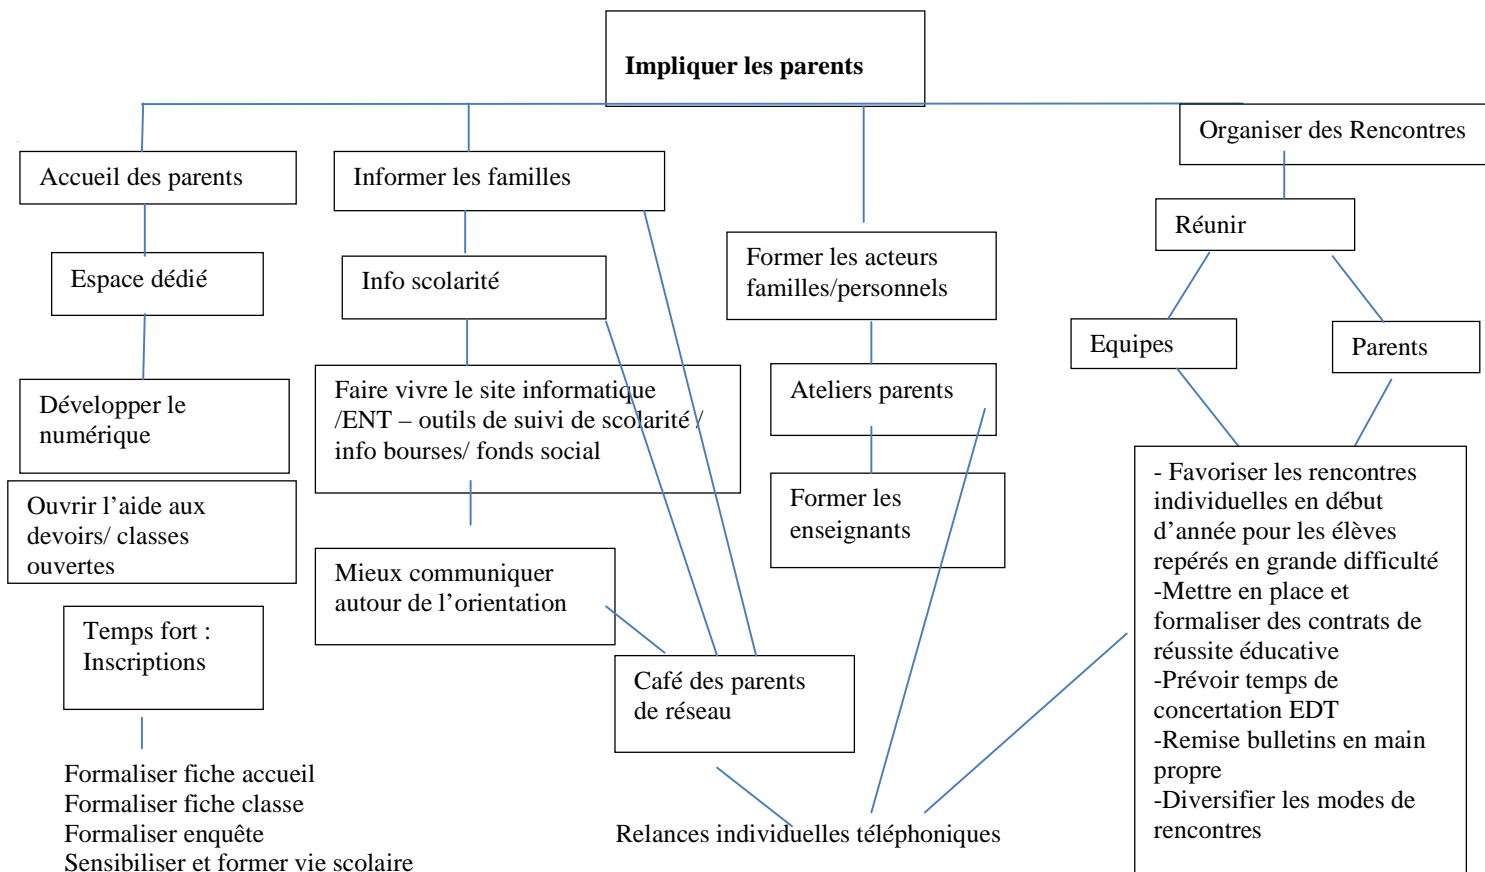 Impliquer les parents
Organiser des Rencontres
Accueil des parents
Informer les familles
Réunir
Former les acteurs
familles/personnels
Espace dédié
Info scolarité
Equipes
Parents
Développer le
numérique
Faire vivre le site informatique
/ENT – outils de suivi de scolarité /
info bourses/ fonds social
Ateliers parents
Ouvrir l’aide aux
devoirs/ classes
ouvertes
Former les
enseignants
- Favoriser les rencontres
individuelles en début
d’année pour les élèves
repérés en grande difficulté
-Mettre en place et
formaliser des contrats de
réussite éducative
-Prévoir temps de
concertation EDT
-Remise bulletins en main
propre
-Diversifier les modes de
rencontres
Mieux communiquer
autour de l’orientation
Temps fort :
Inscriptions
Café des parents
de réseau
Formaliser fiche accueil
Formaliser fiche classe
Formaliser enquête
Sensibiliser et former vie scolaire
Relances individuelles téléphoniques